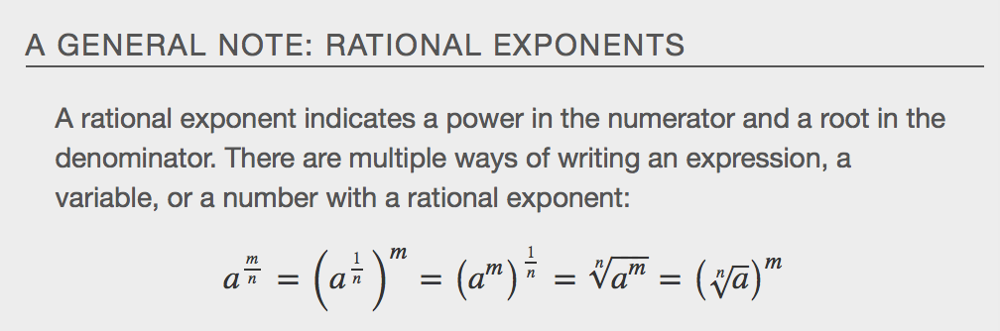 A GENERAL NOTE: RATIONAL EXPONENTS
A rational exponent indicates a power in the numerator and a root in the
denominator. There are multiple ways of writing an expression, a
variable, or a number with a rational exponent:
$a^{\frac{m}{n}} = \left(a^{\frac{1}{n}}\right)^m = \left(a^m\right)^{\frac{1}{n}} = \sqrt[n]{a^m} = \left(\sqrt[n]{a}\right)^m$